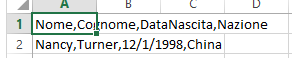 A B C D E
1 Nome,Cognome,DataNascita,Nazione
2 Nancy,Turner,12/1/1998,China